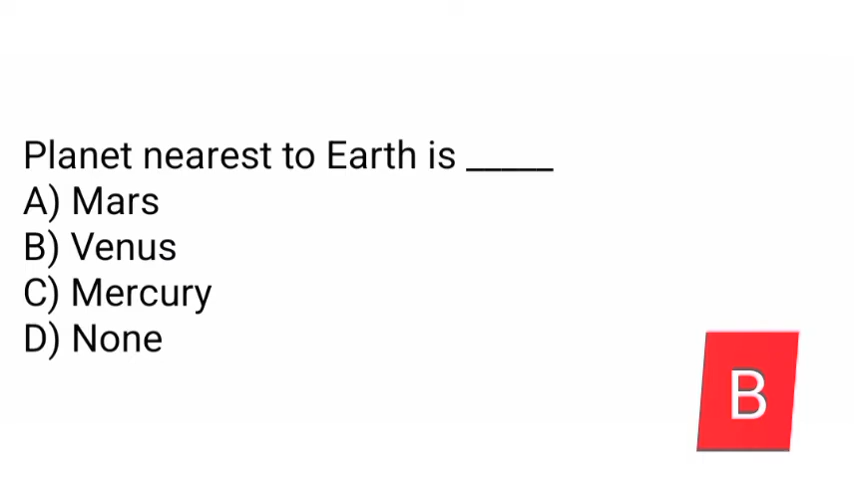 Planet nearest to Earth is _____
A) Mars
B) Venus
C) Mercury
D) None
B